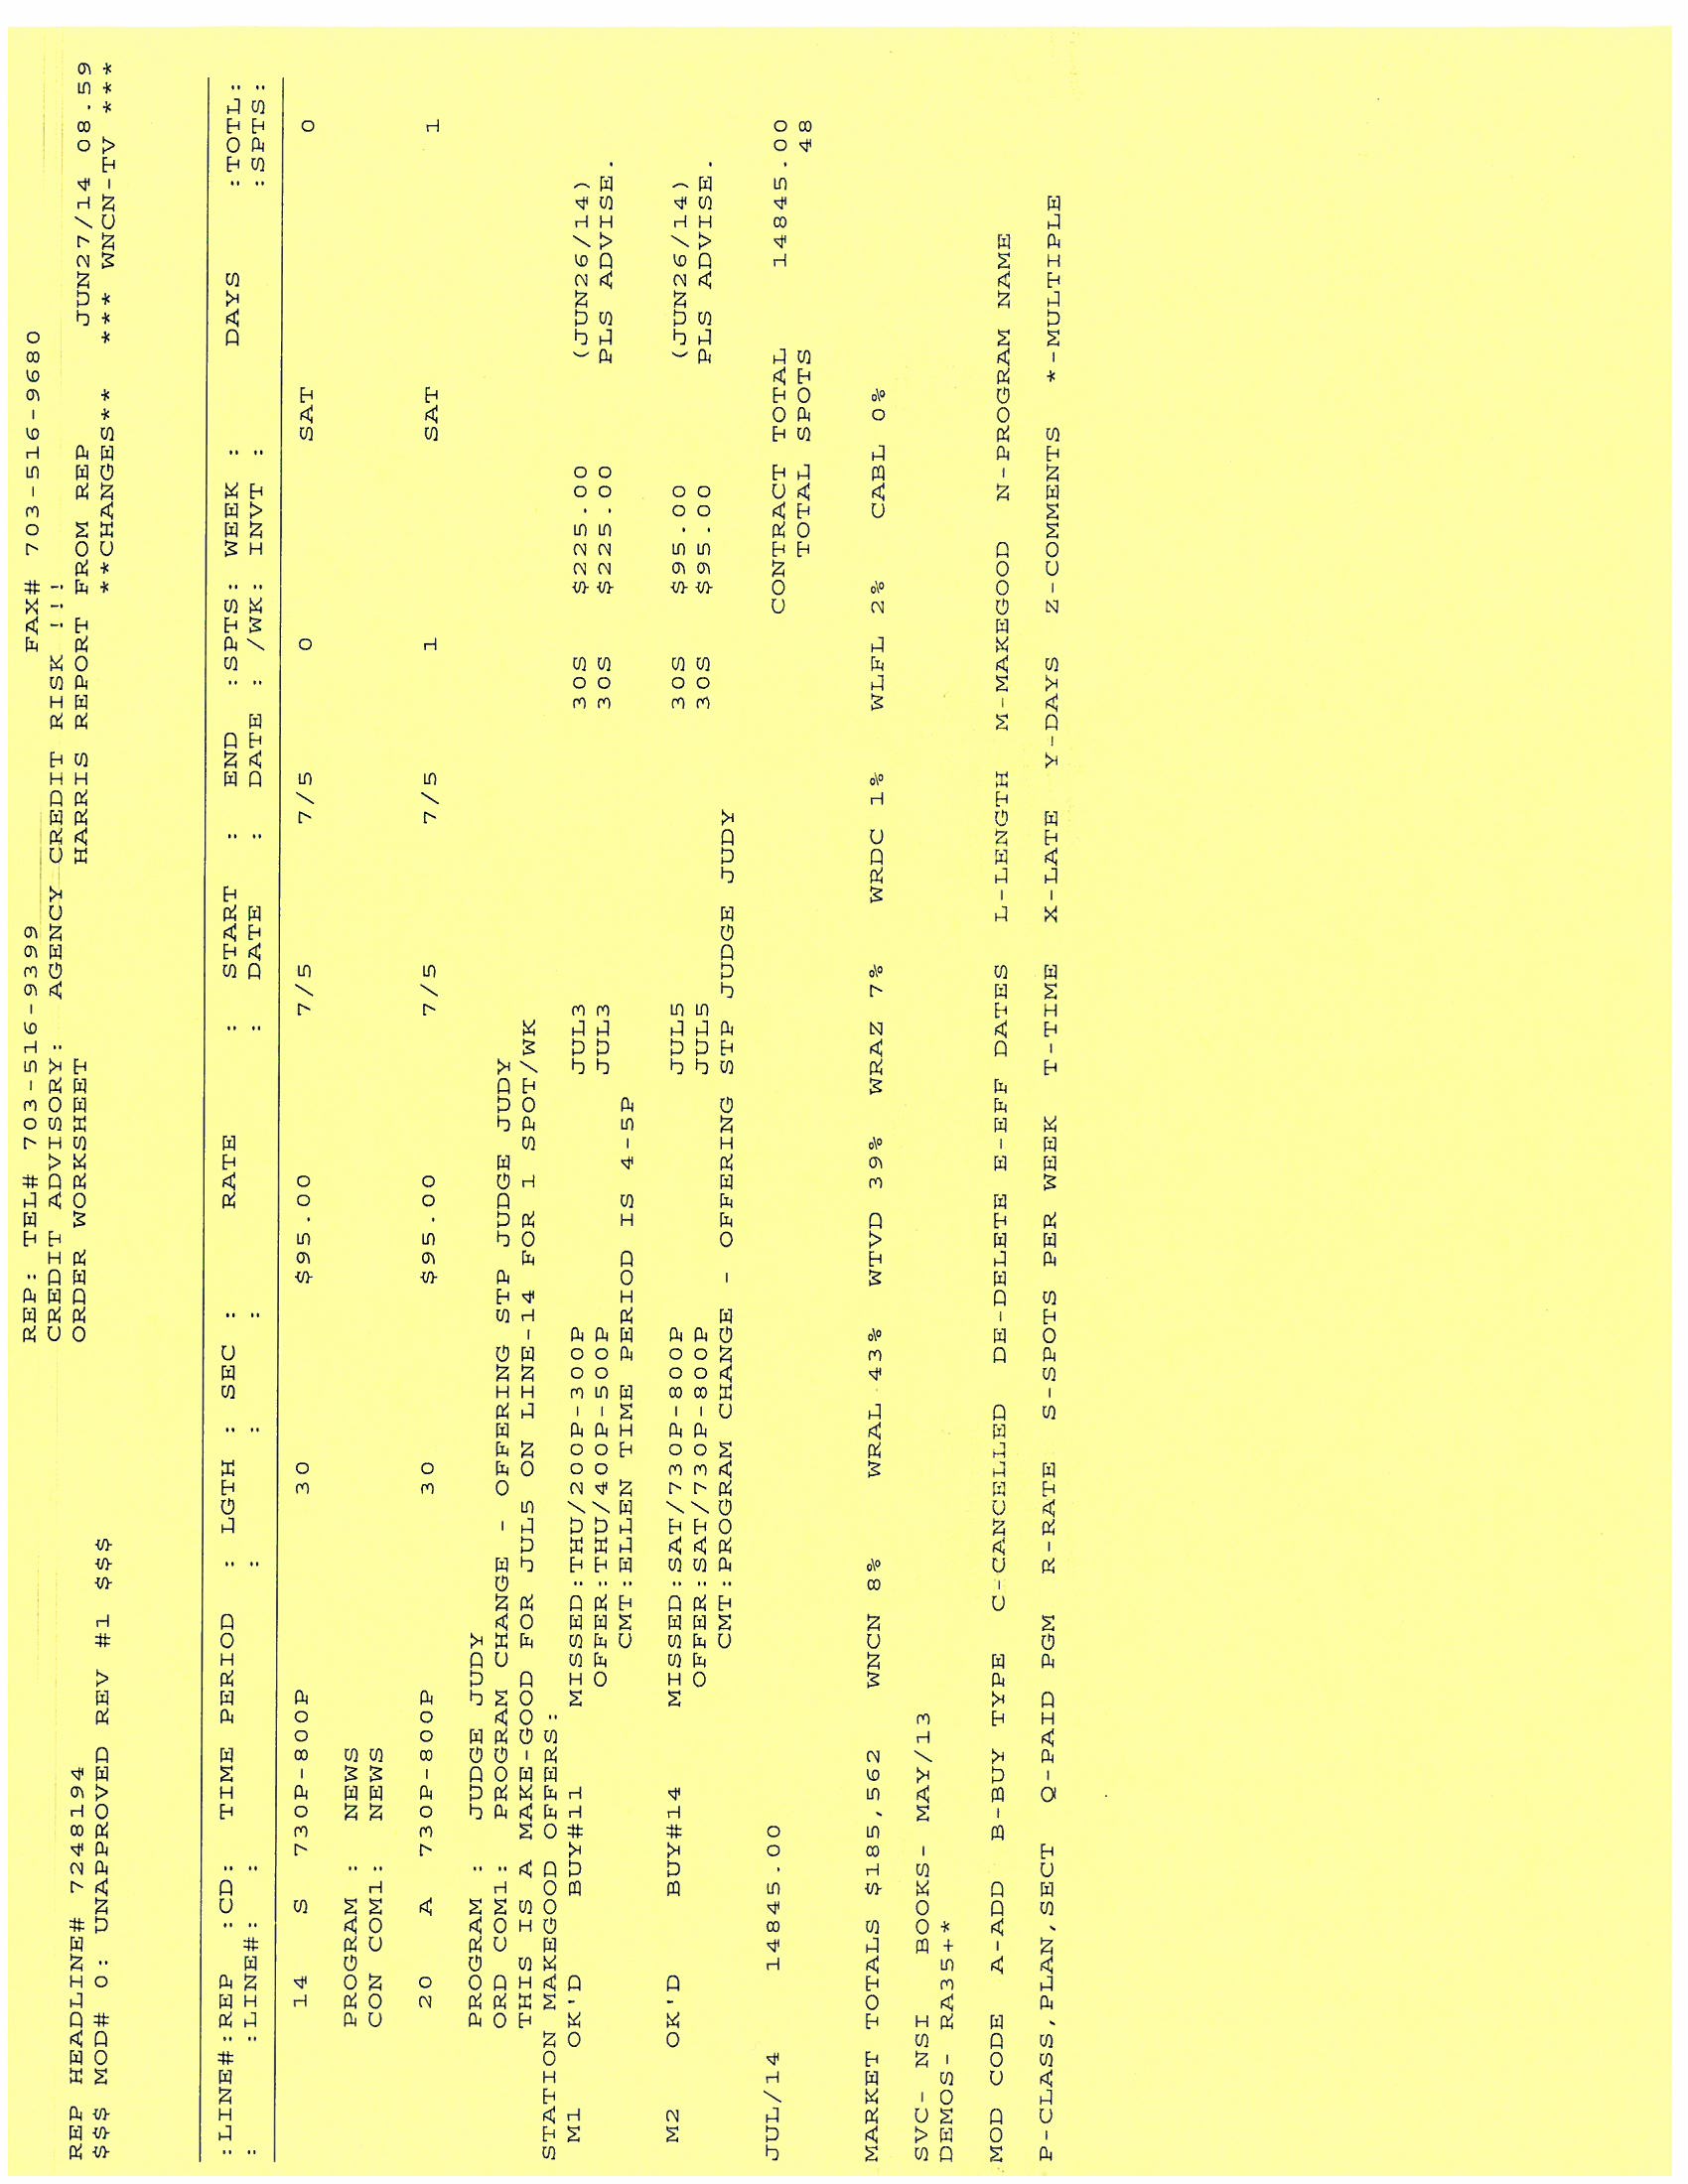 REP: TEL# 703-516-9399 FAX# 703-516-9680
CREDIT ADVISORY: AGENCY CREDIT RISK !!!
REP HEADLINE# 7248194 ORDER WORKSHEET HARRIS REPORT FROM REP JUN27/14 08.59
$$$ MOD# 0: UNAPPROVED REV #1 $$$ **CHANGES** *** WNCN-TV ***
:LINE#:REP :CD: TIME PERIOD : LGTH : SEC : RATE : START : END :SPTS: WEEK : DAYS :TOTL:
: :LINE#: : : : DATE : DATE : /WK: INVT : :SPTS:
14 S 730P-800P 30 $95.00 7/5 7/5 0 SAT 0
PROGRAM : NEWS
CON COM1: NEWS
20 A 730P-800P 30 $95.00 7/5 7/5 1 SAT 1
PROGRAM : JUDGE JUDY
ORD COM1: PROGRAM CHANGE - OFFERING STP JUDGE JUDY
THIS IS A MAKE-GOOD FOR JUL5 ON LINE-14 FOR 1 SPOT/WK
STATION MAKEGOOD OFFERS:
M1 OK'D BUY#11 MISSED:THU/200P-300P JUL3 30S $225.00 (JUN26/14)
OFFER:THU/400P-500P JUL3 30S $225.00 PLS ADVISE.
CMT:ELLEN TIME PERIOD IS 4-5P
M2 OK'D BUY#14 MISSED:SAT/730P-800P JUL5 30S $95.00 (JUN26/14)
OFFER:SAT/730P-800P JUL5 30S $95.00 PLS ADVISE.
CMT:PROGRAM CHANGE - OFFERING STP JUDGE JUDY
JUL/14 14845.00 CONTRACT TOTAL 14845.00
TOTAL SPOTS 48
MARKET TOTALS $185,562 WNCN 8% WRAL 43% WTVD 39% WRAZ 7% WRDC 1% WLFL 2% CABL 0%
SVC- NSI BOOKS- MAY/13
DEMOS- RA35+*
MOD CODE A-ADD B-BUY TYPE C-CANCELLED DE-DELETE E-EFF DATES L-LENGTH M-MAKEGOOD N-PROGRAM NAME
P-CLASS,PLAN,SECT Q-PAID PGM R-RATE S-SPOTS PER WEEK T-TIME X-LATE Y-DAYS Z-COMMENTS *-MULTIPLE